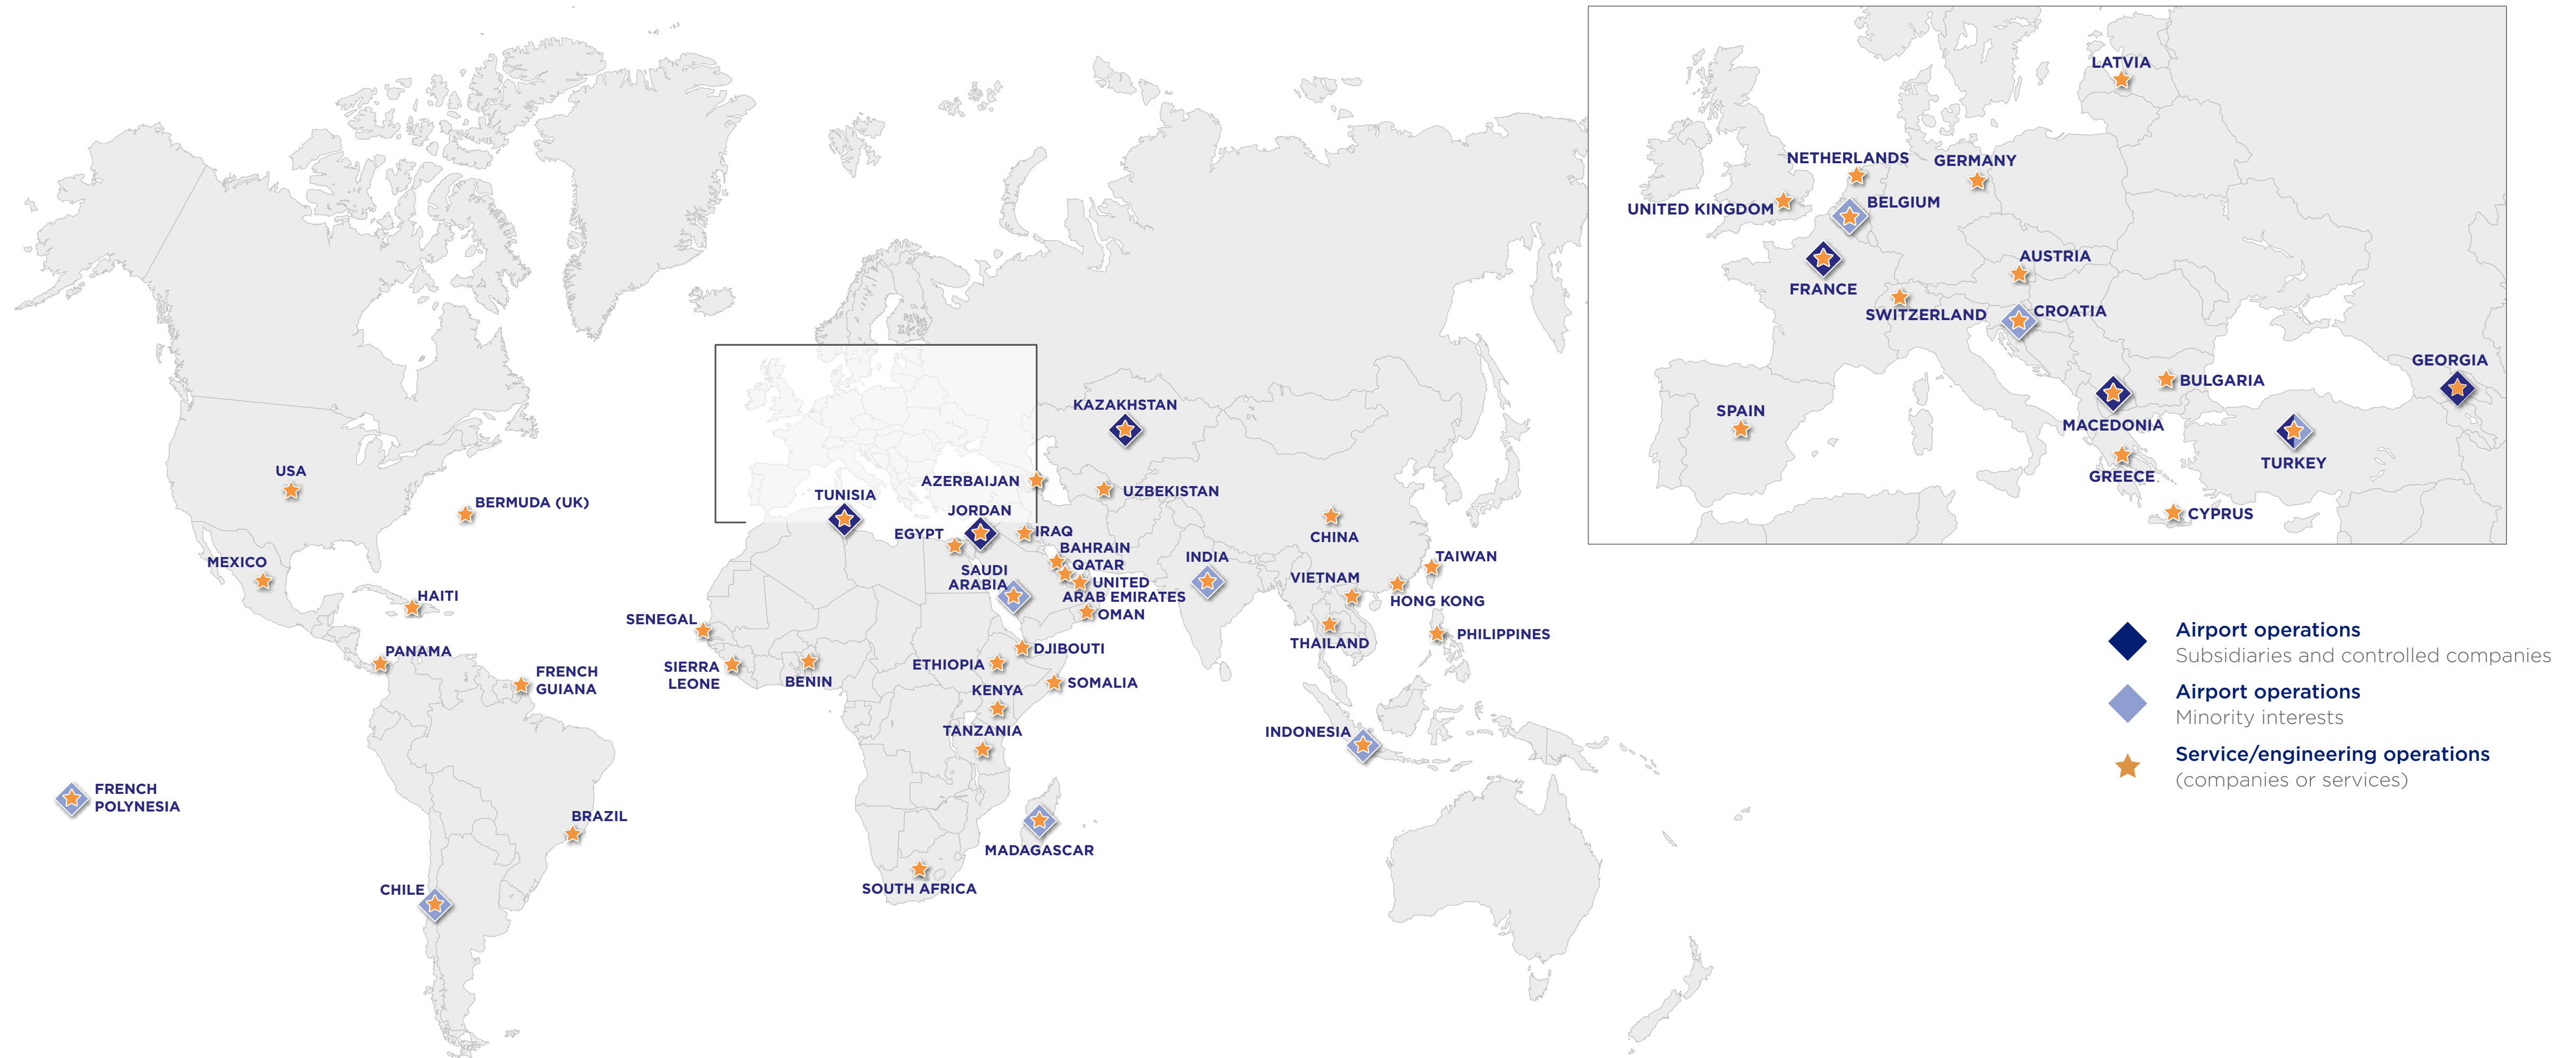 LATVIA
NETHERLANDS
GERMANY
UNITED KINGDOM
BELGIUM
AUSTRIA
FRANCE
SWITZERLAND
CROATIA
GEORGIA
BULGARIA
SPAIN
MACEDONIA
TURKEY
GREECE
CYPRUS
KAZAKHSTAN
USA
AZERBAIJAN
UZBEKISTAN
BERMUDA (UK)
TUNISIA
JORDAN
EGYPT
IRAQ
CHINA
BAHRAIN
QATAR
INDIA
TAIWAN
MEXICO
SAUDI
ARABIA
UNITED
ARAB EMIRATES
VIETNAM
HONG KONG
HAITI
OMAN
SENEGAL
PHILIPPINES
THAILAND
PANAMA
DJIBOUTI
ETHIOPIA
SIERRA
LEONE
BENIN
FRENCH
GUIANA
SOMALIA
KENYA
TANZANIA
INDONESIA
FRENCH
POLYNESIA
BRAZIL
MADAGASCAR
CHILE
SOUTH AFRICA
Airport operations
Subsidiaries and controlled companies
Airport operations
Minority interests
Service/engineering operations
(companies or services)